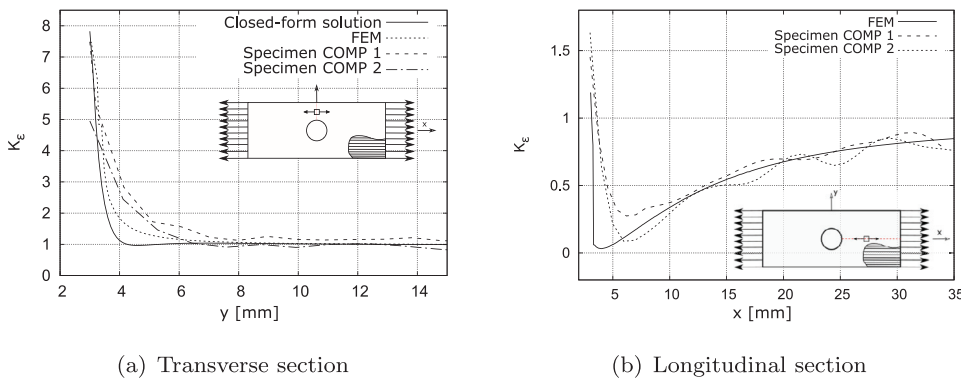 Closed-form solution
FEM
Specimen COMP 1
Specimen COMP 2
x
Kε
8
7
6
5
4
3
2
1
0
2 4 6 8 10 12 14
y [mm]
(a) Transverse section
FEM
Specimen COMP 1
Specimen COMP 2
y
x
Kε
1.5
1
0.5
0
5 10 15 20 25 30 35
x [mm]
(b) Longitudinal section